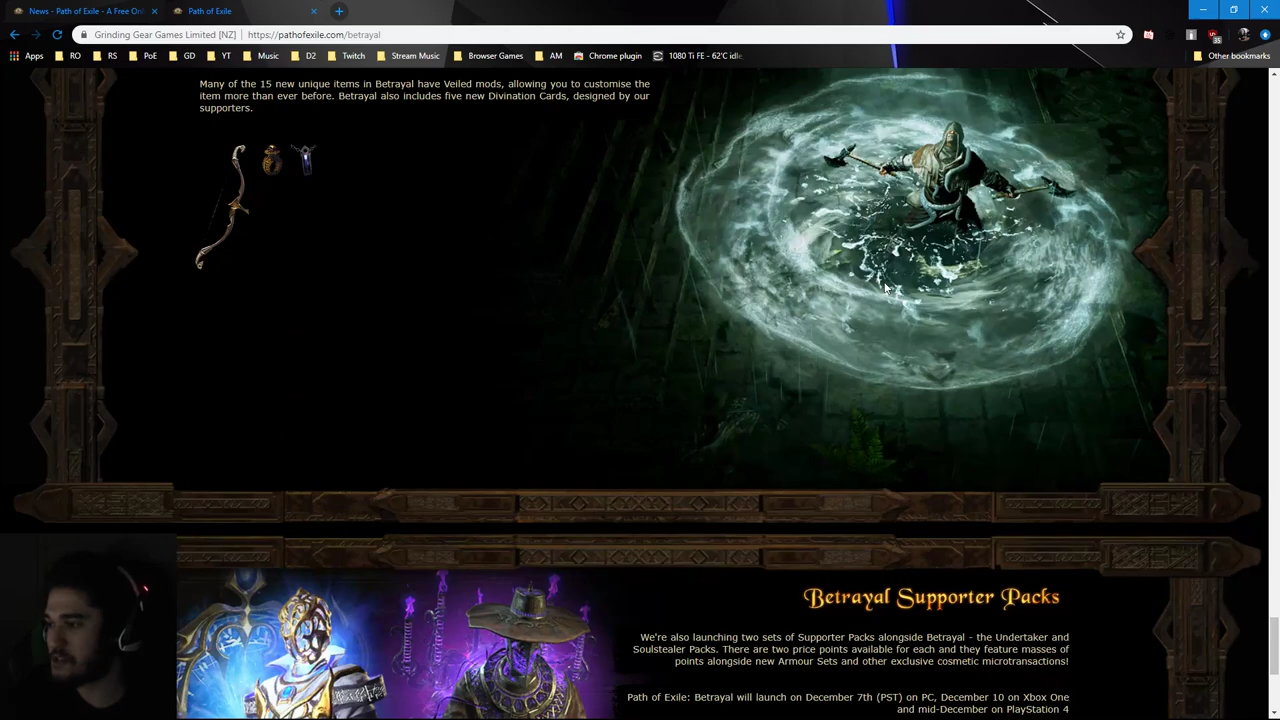 News - Path of Exile - A Free Onl
Path of Exile
Grinding Gear Games Limited [NZ]
https://pathofexile.com/betrayal
Apps
RO
RS
PoE
GD
YT
Music
D2
Twitch
Stream Music
Browser Games
AM
Chrome plugin
1080 Ti FE - 62°C idle,
Other bookmarks
Many of the 15 new unique items in Betrayal have Veiled mods, allowing you to customise the
item more than ever before. Betrayal also includes five new Divination Cards, designed by our
supporters.
Betrayal Supporter Packs
We're also launching two sets of Supporter Packs alongside Betrayal - the Undertaker and
Soulstealer Packs. There are two price points available for each and they feature masses of
points alongside new Armour Sets and other exclusive cosmetic microtransactions!
Path of Exile: Betrayal will launch on December 7th (PST) on PC, December 10 on Xbox One
and mid-December on PlayStation 4